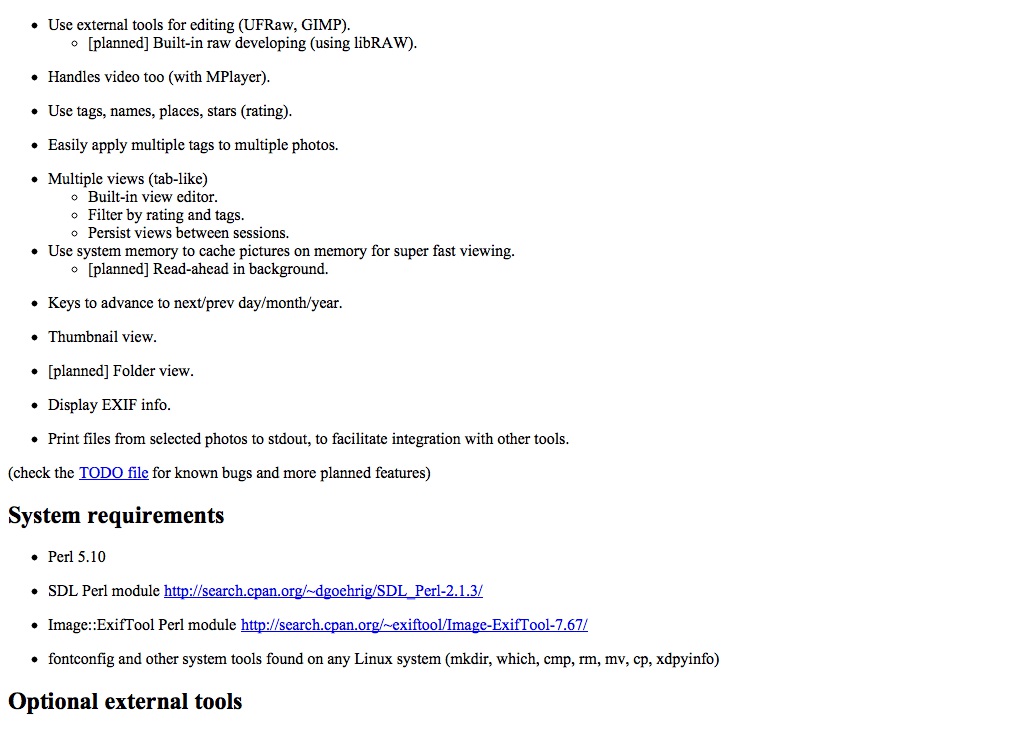 Use external tools for editing (UFRaw, GIMP).
[planned] Built-in raw developing (using libRAW).
Handles video too (with MPlayer).
Use tags, names, places, stars (rating).
Easily apply multiple tags to multiple photos.
Multiple views (tab-like)
Built-in view editor.
Filter by rating and tags.
Persist views between sessions.
Use system memory to cache pictures on memory for super fast viewing.
[planned] Read-ahead in background.
Keys to advance to next/prev day/month/year.
Thumbnail view.
[planned] Folder view.
Display EXIF info.
Print files from selected photos to stdout, to facilitate integration with other tools.
(check the TODO file for known bugs and more planned features)
System requirements
Perl 5.10
SDL Perl module http://search.cpan.org/~dgoehrig/SDL_Perl-2.1.3/
Image::ExifTool Perl module http://search.cpan.org/~exiftool/Image-ExifTool-7.67/
fontconfig and other system tools found on any Linux system (mkdir, which, cmp, rm, mv, cp, xdpyinfo)
Optional external tools